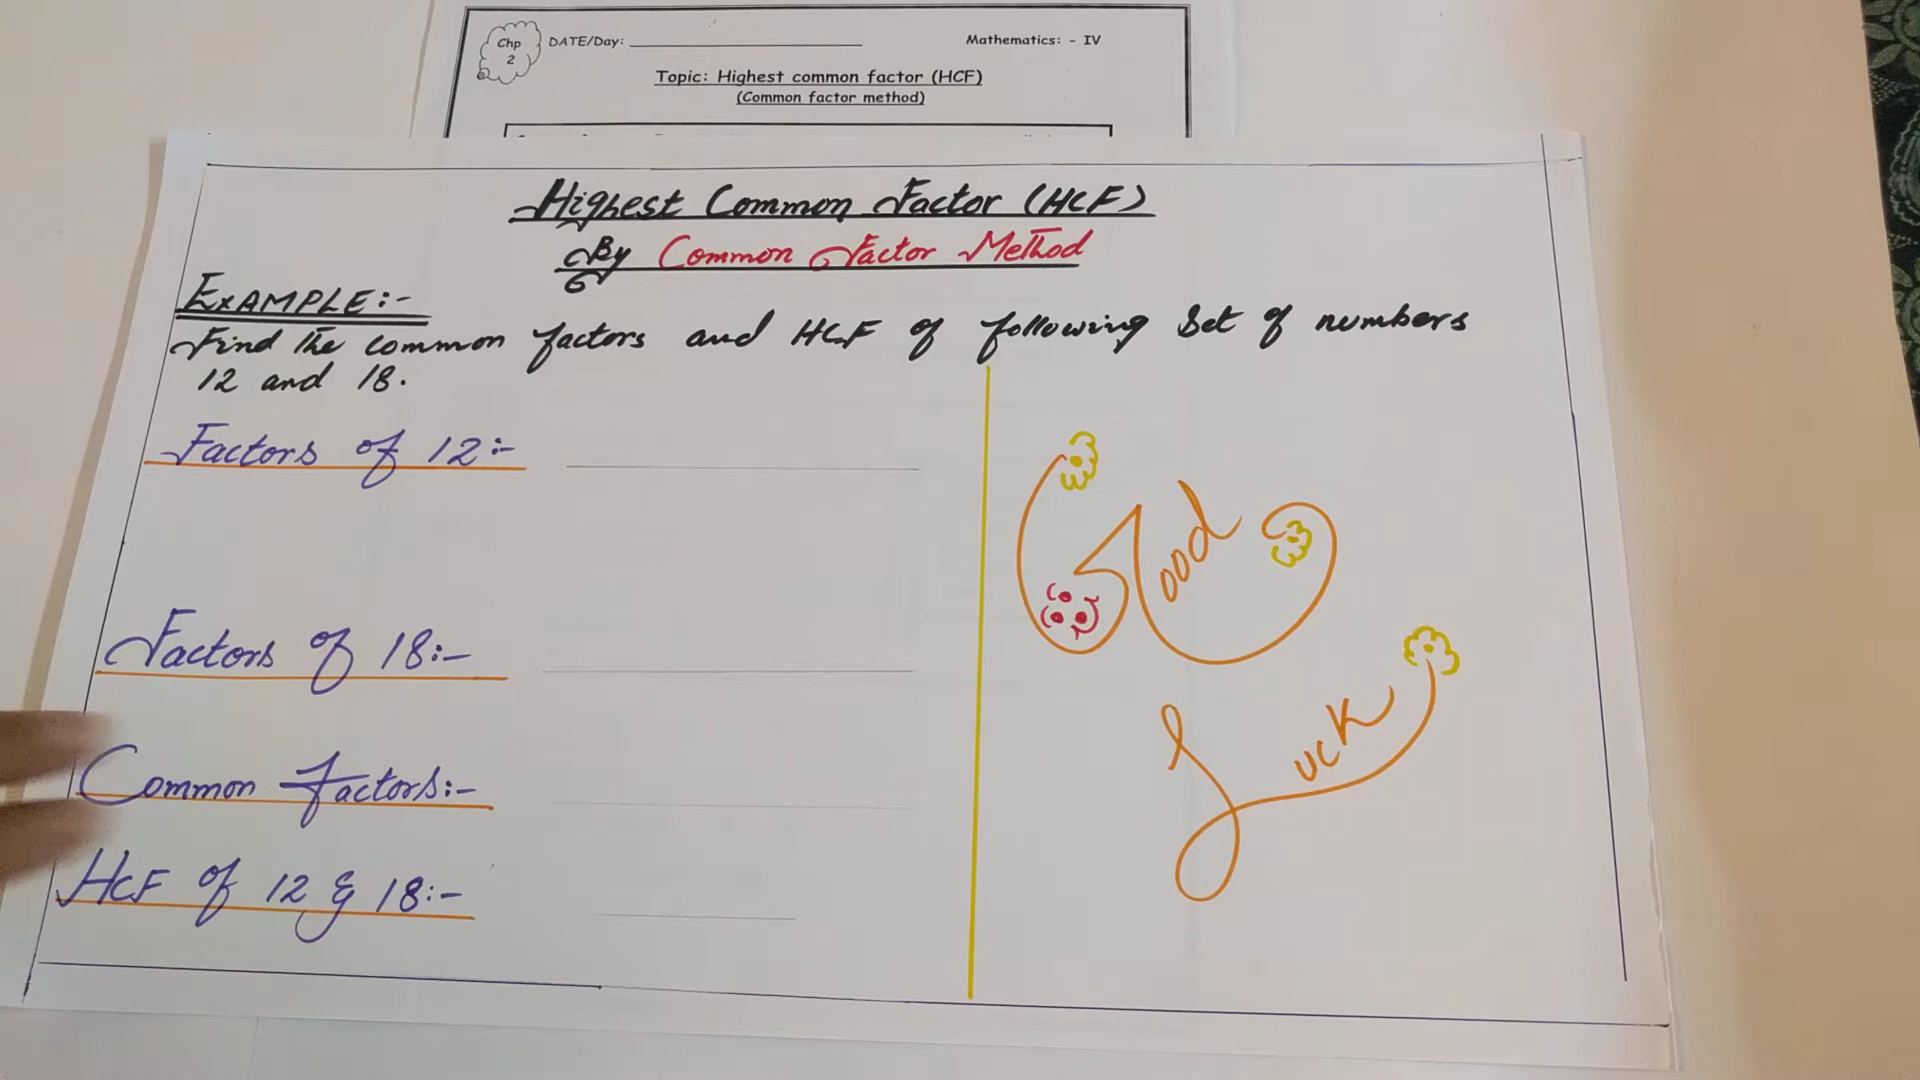 Chp
2
DATE/Day:
Mathematics: - IV
Topic: Highest common factor (HCF)
(Common factor method)
Highest Common Factor (HCF)
By Common Factor Method
EXAMPLE:-
Find The common factors and HCF of following Set of numbers
12 and 18.
Factors of 12:-
Factors of 18:-
Common Factors:-
HCF of 12 & 18:-
Good
Luck